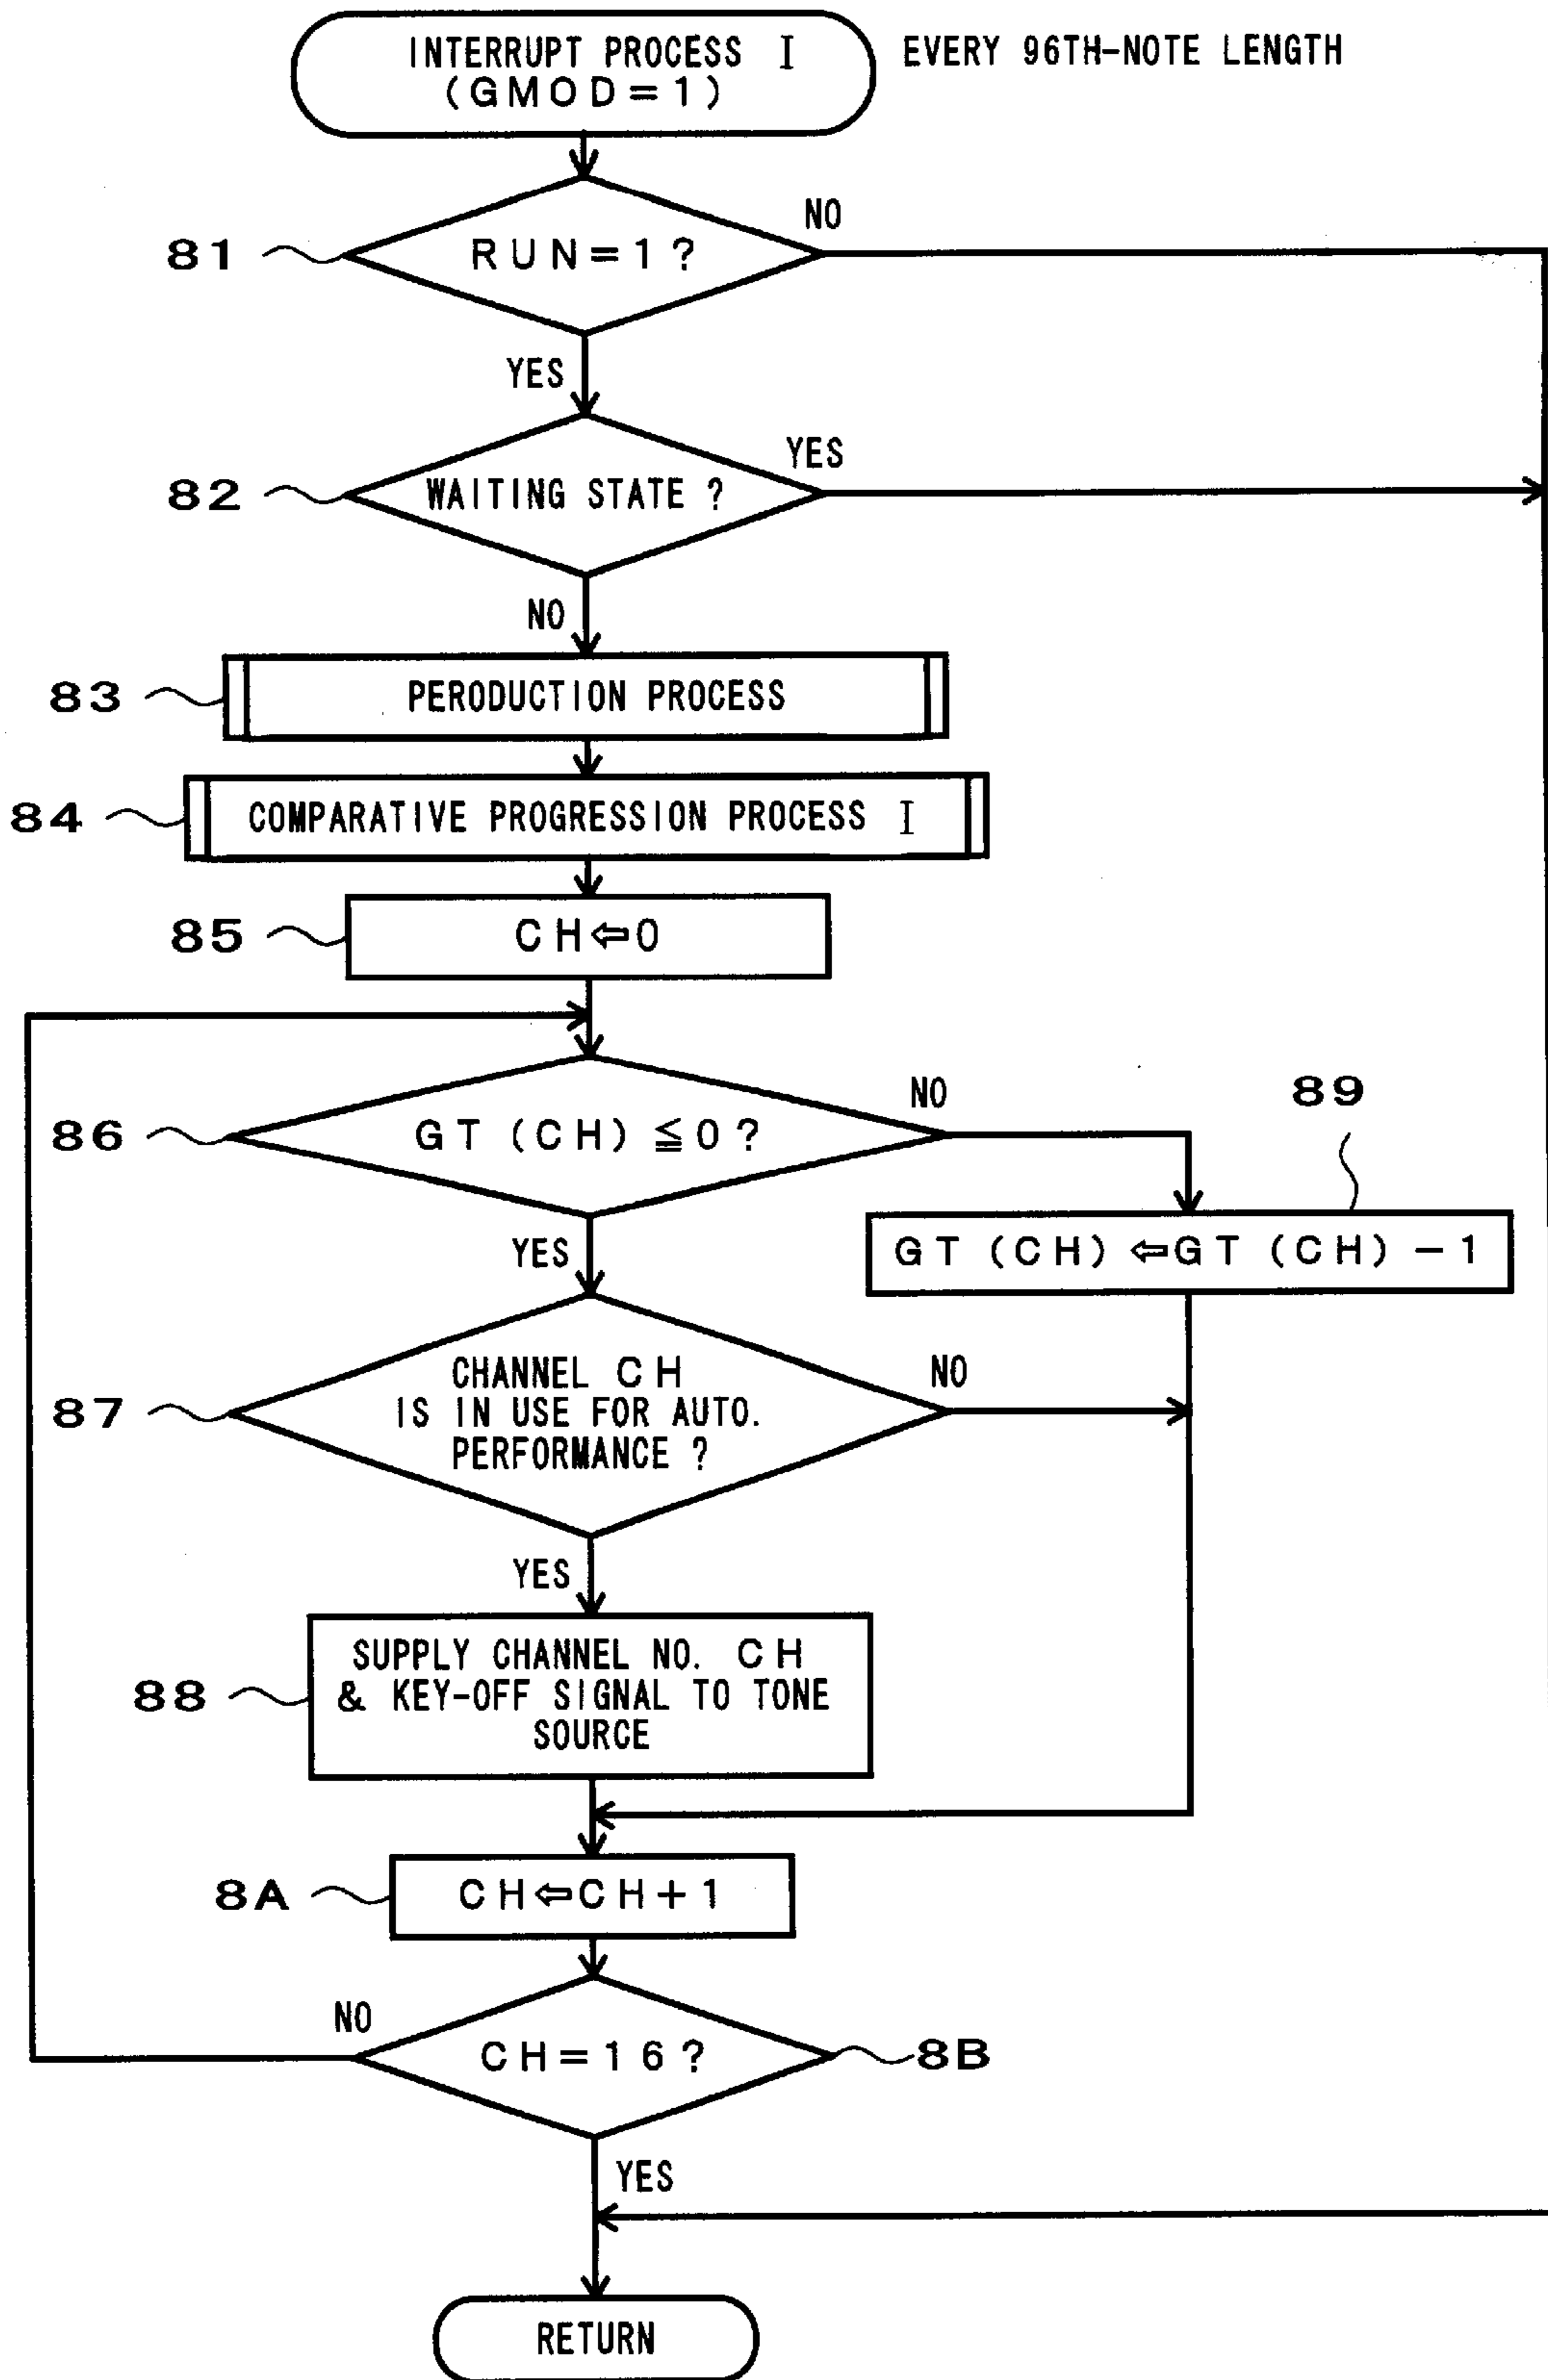 INTERRUPT PROCESS I
(GMOD=1)
EVERY 96TH-NOTE LENGTH
81
RUN=1?
NO
YES
82
WAITING STATE ?
YES
NO
83
PERODUCTION PROCESS
84
COMPARATIVE PROGRESSION PROCESS I
85
CH⇦0
86
GT (CH) ≦0?
NO
89
YES
GT (CH) ⇦GT (CH) −1
87
CHANNEL CH
IS IN USE FOR AUTO.
PERFORMANCE ?
NO
YES
88
SUPPLY CHANNEL NO. CH
& KEY-OFF SIGNAL TO TONE
SOURCE
8A
CH⇦CH+1
NO
CH=16?
8B
YES
RETURN